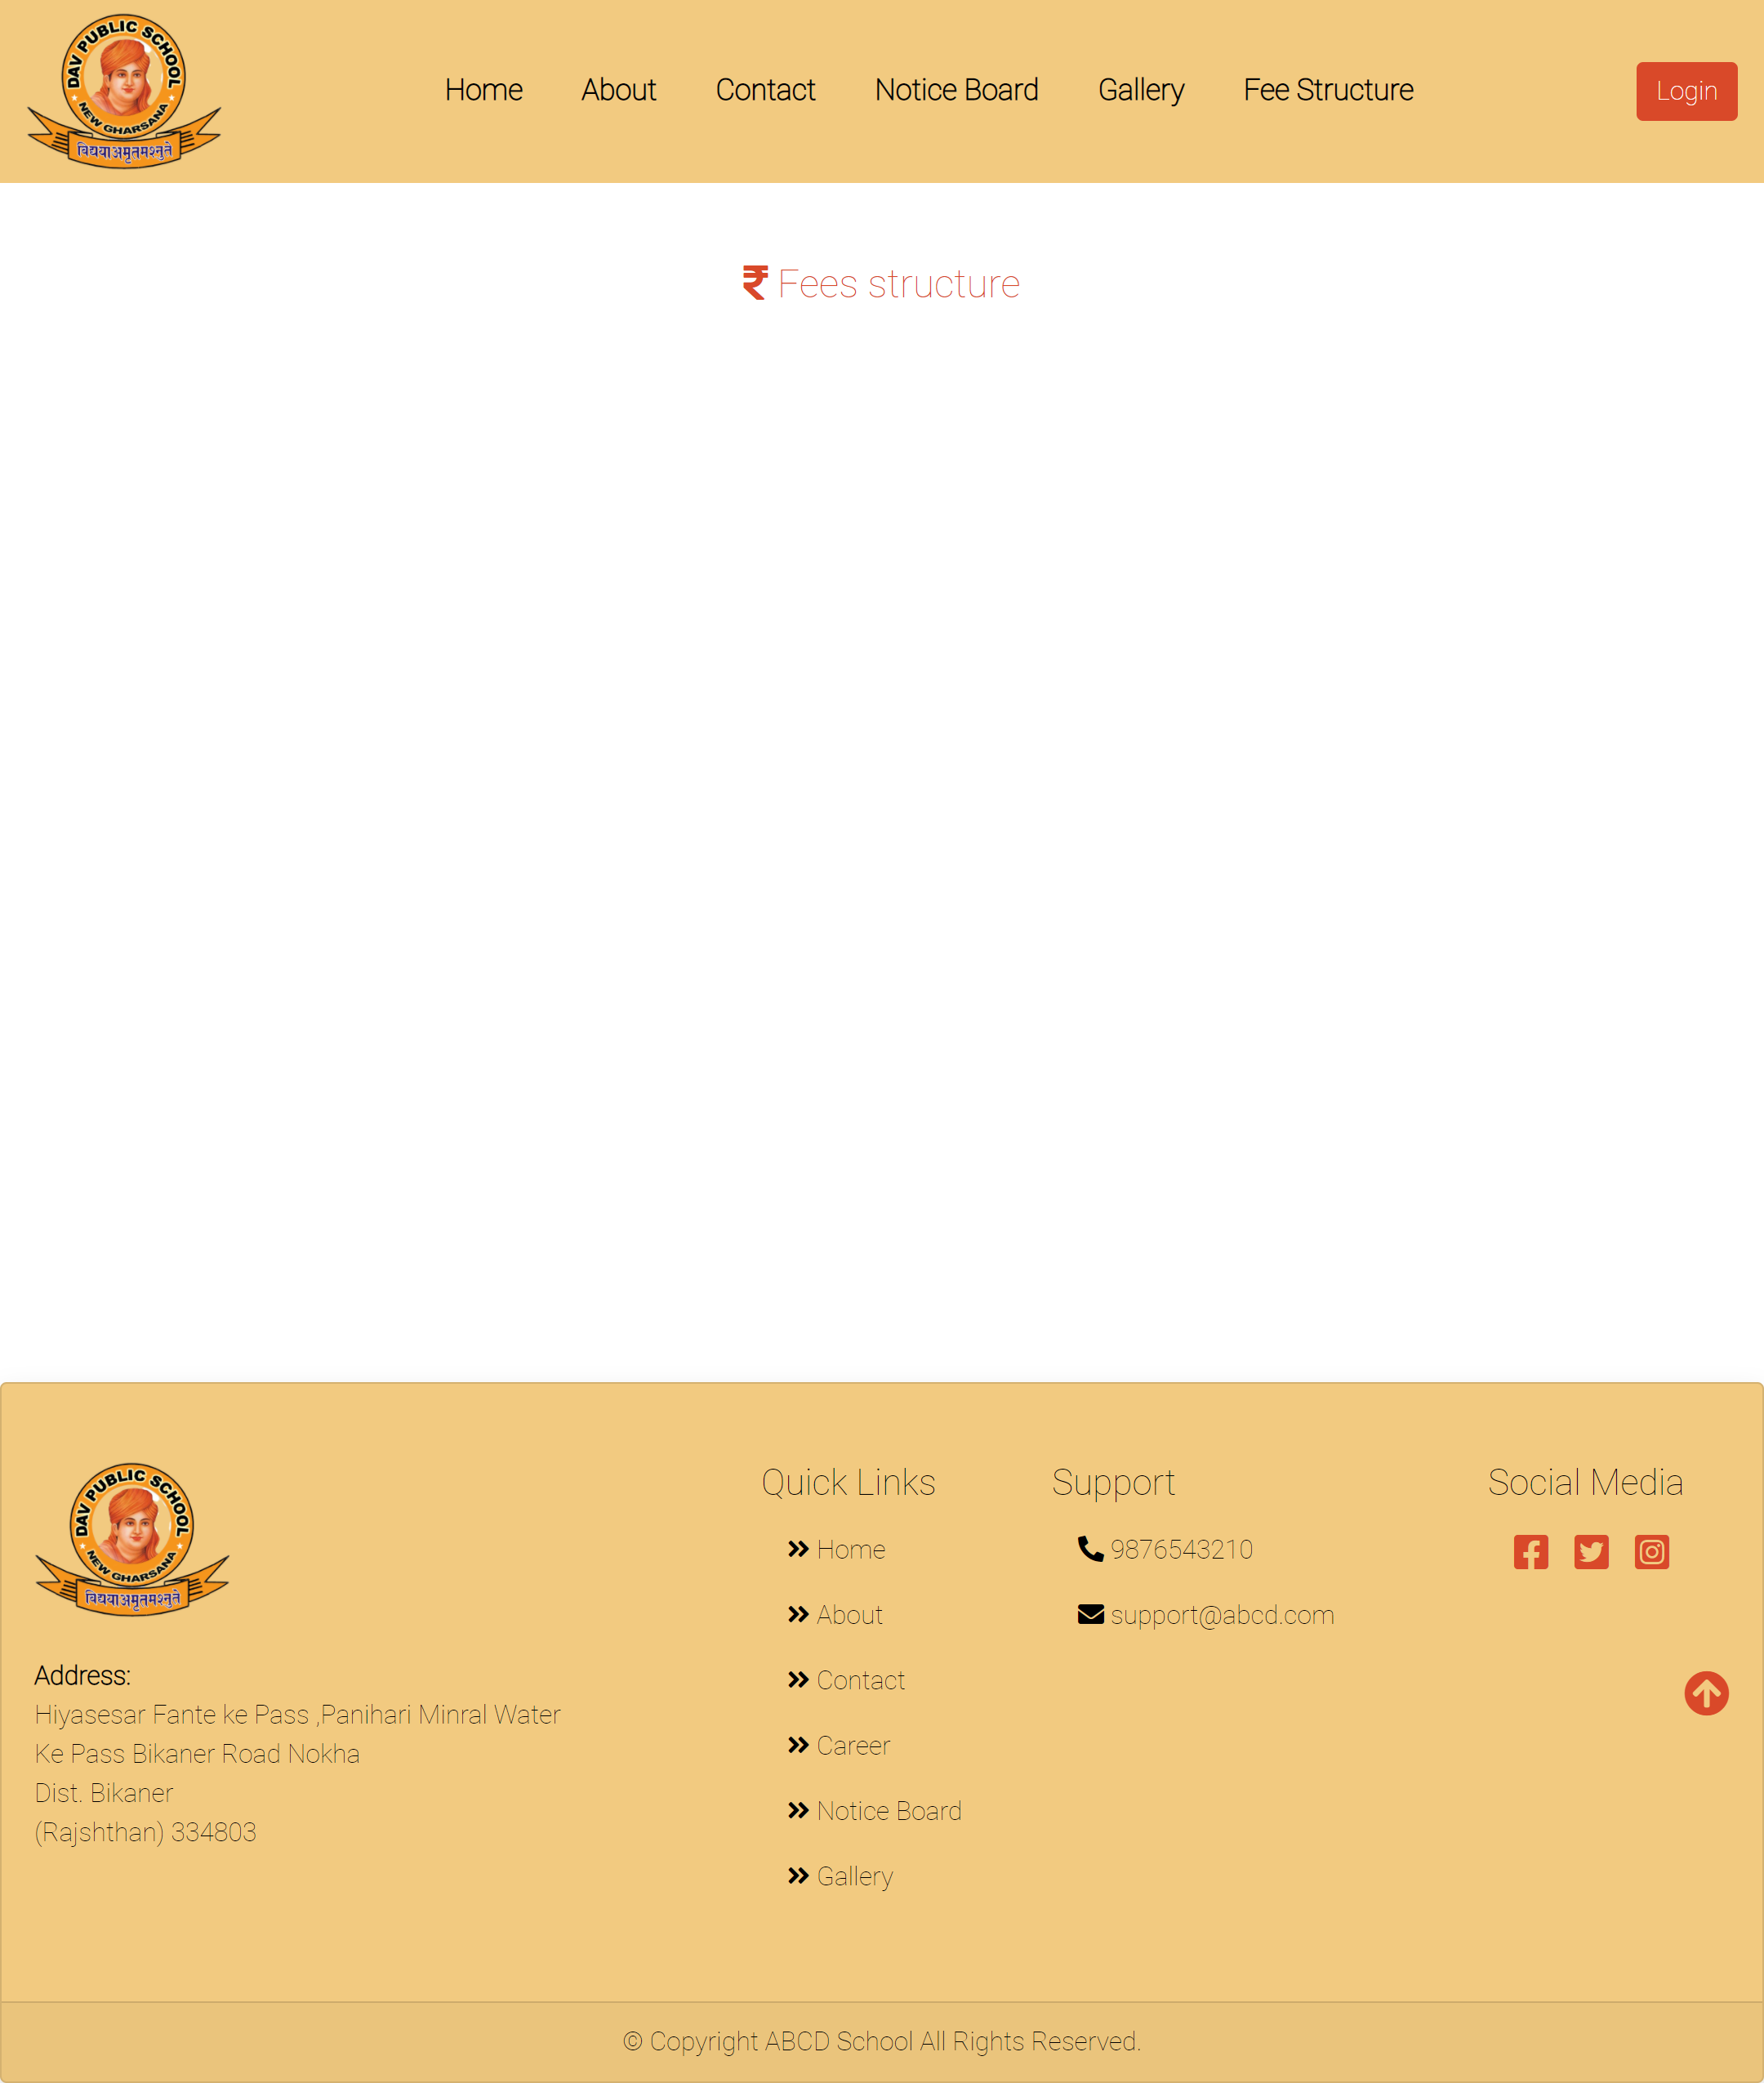 DAV PUBLIC SCHOOL
NEW GHARSANA
विद्ययाअमृतमश्नुते
Home About Contact Notice Board Gallery Fee Structure Login
₹ Fees structure
DAV PUBLIC SCHOOL
NEW GHARSANA
विद्ययाअमृतमश्नुते
Address:
Hiyasesar Fante ke Pass ,Panihari Minral Water
Ke Pass Bikaner Road Nokha
Dist. Bikaner
(Rajshthan) 334803
Quick Links
Home
About
Contact
Career
Notice Board
Gallery
Support
9876543210
support@abcd.com
Social Media
© Copyright ABCD School All Rights Reserved.